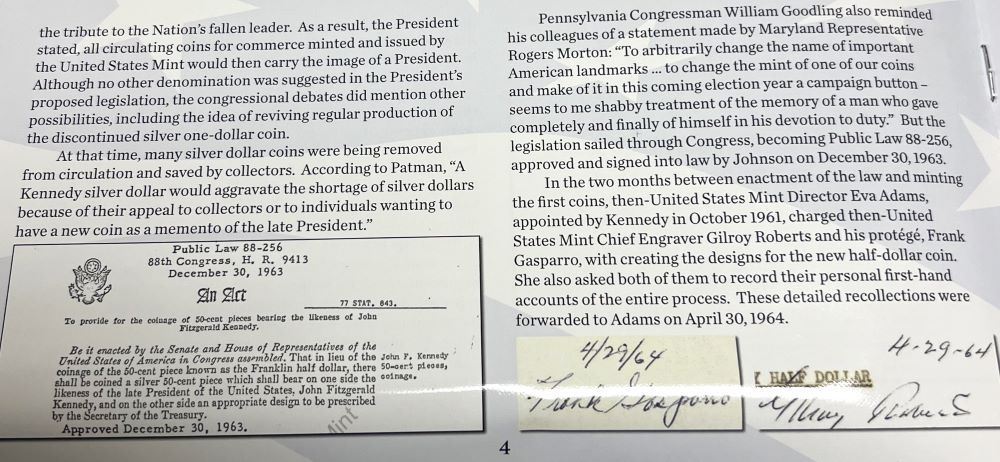 the tribute to the Nation's fallen leader. As a result, the President
stated, all circulating coins for commerce minted and issued by
the United States Mint would then carry the image of a President.
Although no other denomination was suggested in the President's
proposed legislation, the congressional debates did mention other
possibilities, including the idea of reviving regular production of
the discontinued silver one-dollar coin.
At that time, many silver dollar coins were being removed
from circulation and saved by collectors. According to Patman, "A
Kennedy silver dollar would aggravate the shortage of silver dollars
because of their appeal to collectors or to individuals wanting to
have a new coin as a memento of the late President."
Public Law 88-256
88th Congress, H. R. 9413
December 30, 1963
An Act
77 STAT. 843.
To provide for the coinage of 50-cent pieces bearing the likeness of John
Fitzgerald Kennedy.
Be it enacted by the Senate and House of Representatives of the
United States of America in Congress assembled. That in lieu of the
coinage of the 50-cent piece known as the Franklin half dollar, there
shall be coined a silver 50-cent piece which shall bear on one side the
likeness of the late President of the United States, John Fitzgerald
Kennedy, and on the other side an appropriate design to be prescribed
by the Secretary of the Treasury.
Approved December 30, 1963.
John F. Kennedy
50-cent pieces,
coinage.
Mint
Pennsylvania Congressman William Goodling also reminded
his colleagues of a statement made by Maryland Representative
Rogers Morton: "To arbitrarily change the name of important
American landmarks ... to change the mint of one of our coins
and make of it in this coming election year a campaign button –
seems to me shabby treatment of the memory of a man who gave
completely and finally of himself in his devotion to duty." But the
legislation sailed through Congress, becoming Public Law 88-256,
approved and signed into law by Johnson on December 30, 1963.
In the two months between enactment of the law and minting
the first coins, then-United States Mint Director Eva Adams,
appointed by Kennedy in October 1961, charged then-United
States Mint Chief Engraver Gilroy Roberts and his protégé, Frank
Gasparro, with creating the designs for the new half-dollar coin.
She also asked both of them to record their personal first-hand
accounts of the entire process. These detailed recollections were
forwarded to Adams on April 30, 1964.
4/29/64
Frank Gasparro
4-29-64
K HALF DOLLAR
Gilroy Roberts
4